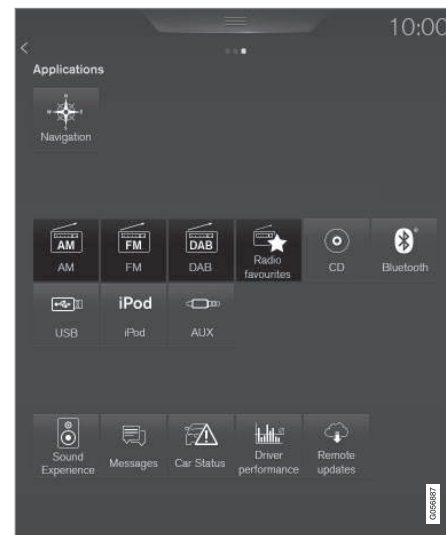 10:00
Applications
Navigation
AM FM DAB
AM FM DAB Radio favourites CD Bluetooth
iPod
USB iPod AUX
Sound Experience Messages Car Status Driver performance Remote updates
G056887